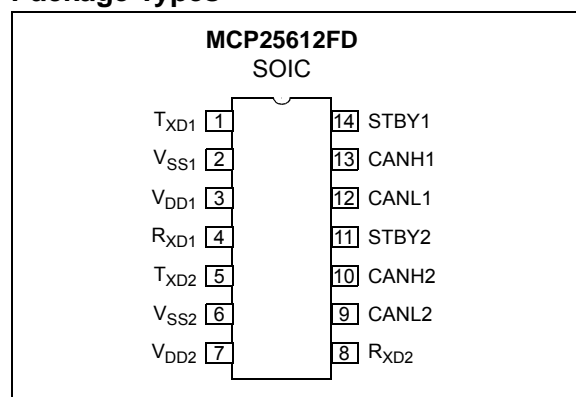 Package Types
MCP25612FD
SOIC
TXD1 1 14 STBY1
VSS1 2 13 CANH1
VDD1 3 12 CANL1
RXD1 4 11 STBY2
TXD2 5 10 CANH2
VSS2 6 9 CANL2
VDD2 7 8 RXD2